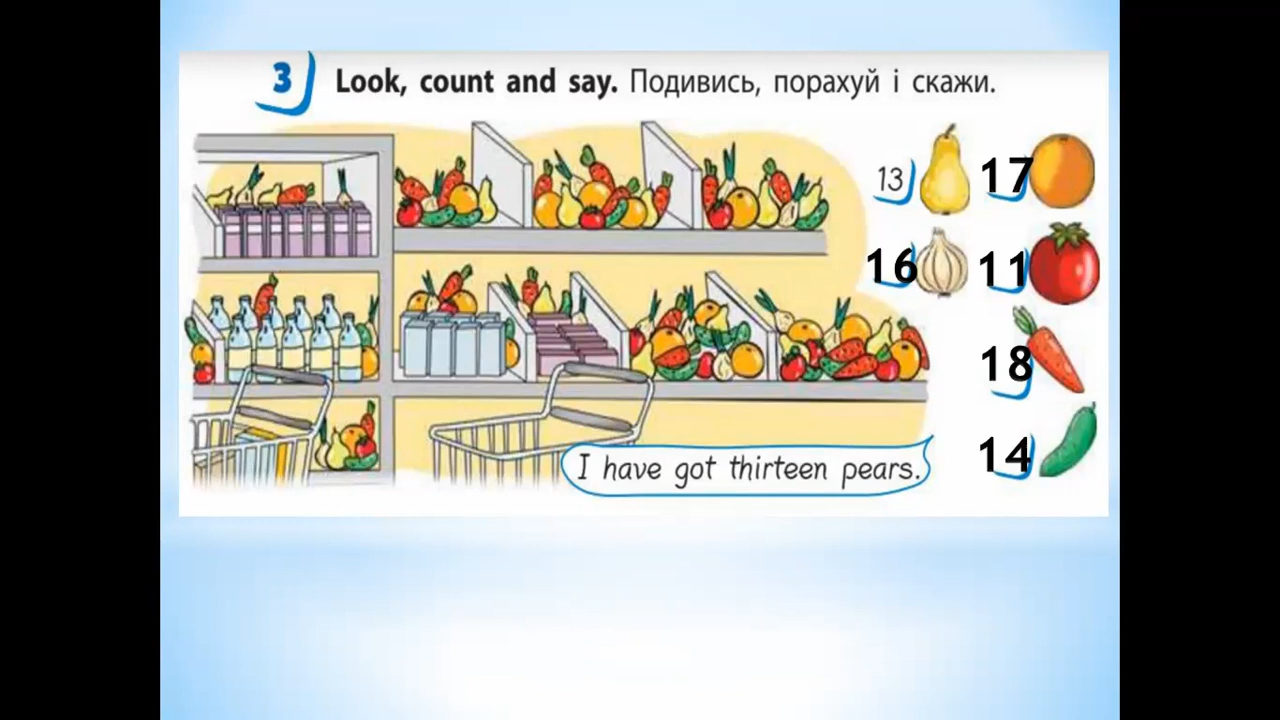 3 Look, count and say. Подивись, порахуй і скажи.
13 17
16 11
18
14
I have got thirteen pears.